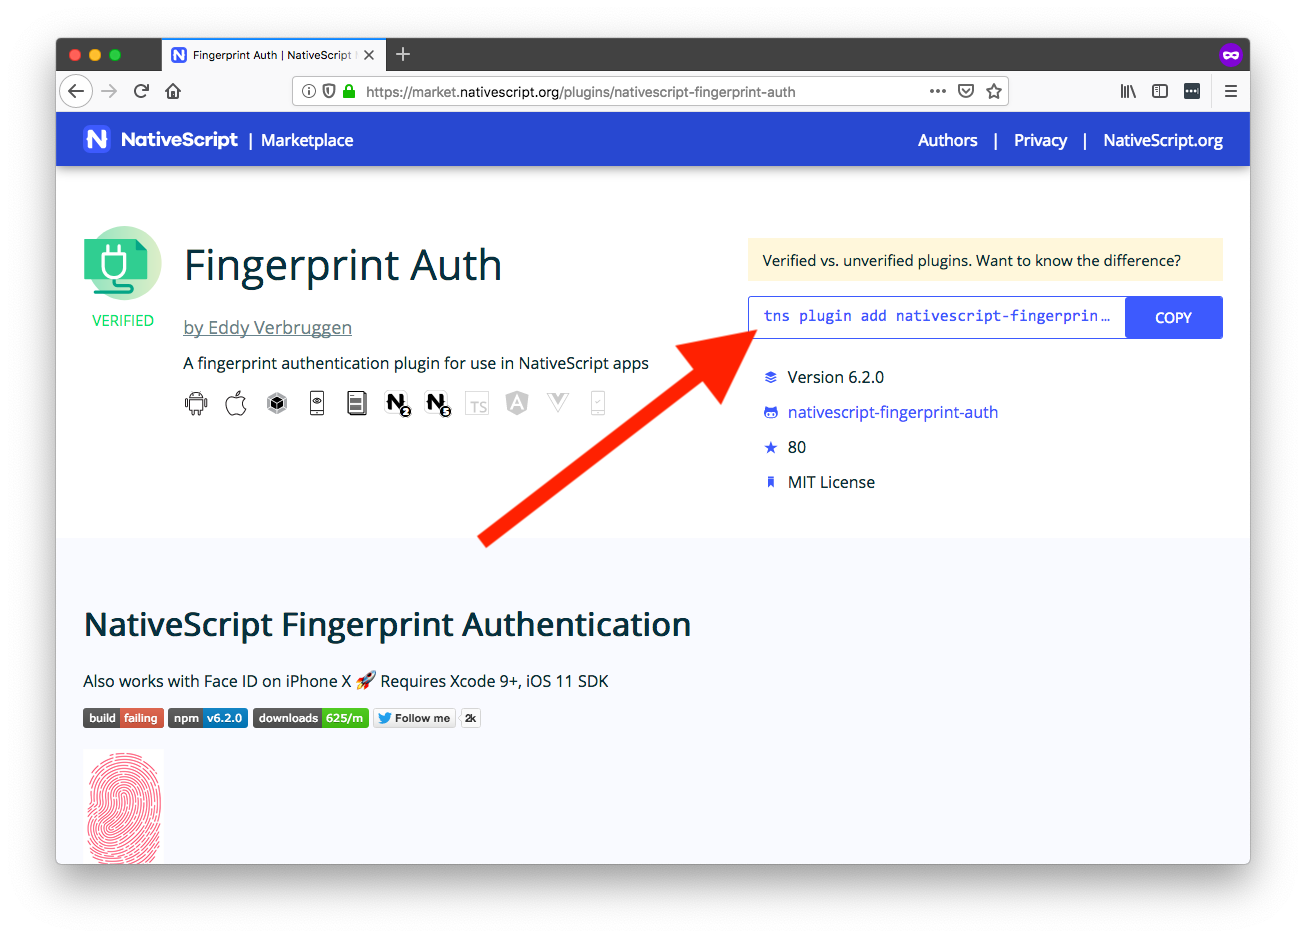 Fingerprint Auth | NativeScript
https://market.nativescript.org/plugins/nativescript-fingerprint-auth
N NativeScript | Marketplace
Authors | Privacy | NativeScript.org
Verified vs. unverified plugins. Want to know the difference?
Fingerprint Auth
tns plugin add nativescript-fingerprin… COPY
VERIFIED
by Eddy Verbruggen
A fingerprint authentication plugin for use in NativeScript apps
N2 N5 TS A
Version 6.2.0
nativescript-fingerprint-auth
80
MIT License
NativeScript Fingerprint Authentication
Also works with Face ID on iPhone X 🚀 Requires Xcode 9+, iOS 11 SDK
build failing npm v6.2.0 downloads 625/m Follow me 2k